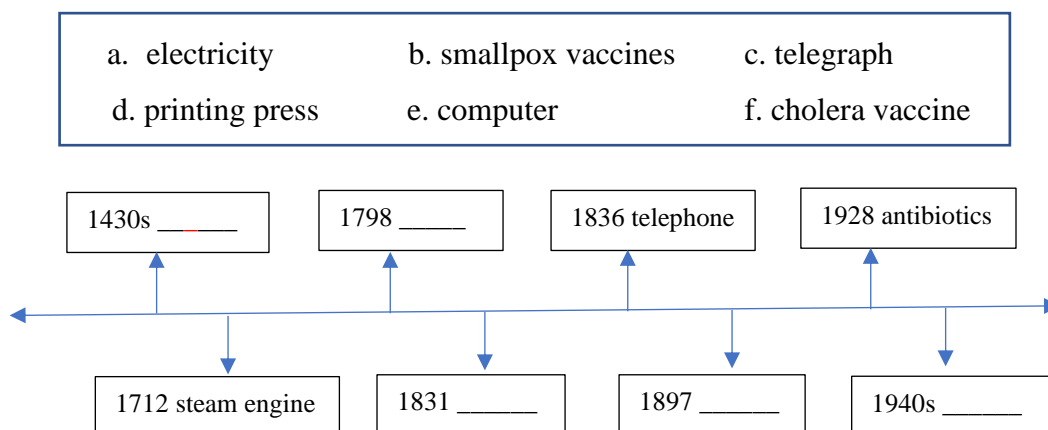 a. electricity b. smallpox vaccines c. telegraph
d. printing press e. computer f. cholera vaccine
1430s ______
1798 _____
1836 telephone
1928 antibiotics
1712 steam engine
1831 ______
1897 ______
1940s ______